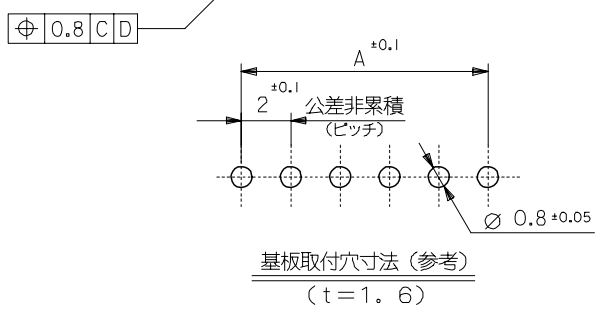 ⌖ 0.8 C D
A ±0.1
2 ±0.1 公差非累積
(ピッチ)
⌀ 0.8 ±0.05
基板取付穴寸法(参考)
(t=1.6)